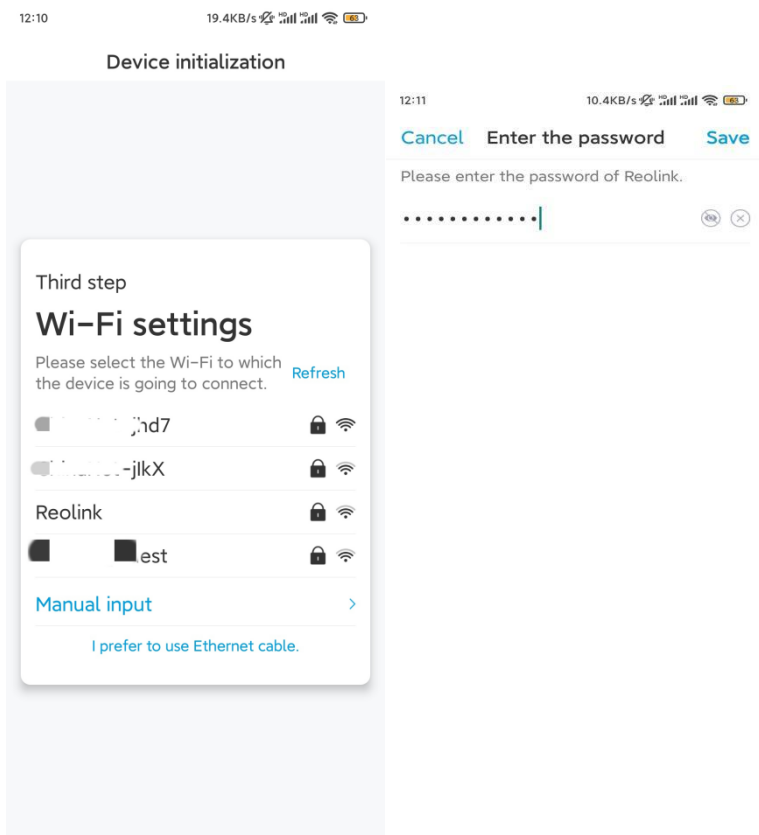 12:10
19.4KB/s
63
Device initialization
Third step
Wi-Fi settings
Please select the Wi-Fi to which
the device is going to connect.
Refresh
jhd7
-jlkX
Reolink
est
Manual input
I prefer to use Ethernet cable.
12:11
10.4KB/s
63
Cancel
Enter the password
Save
Please enter the password of Reolink.